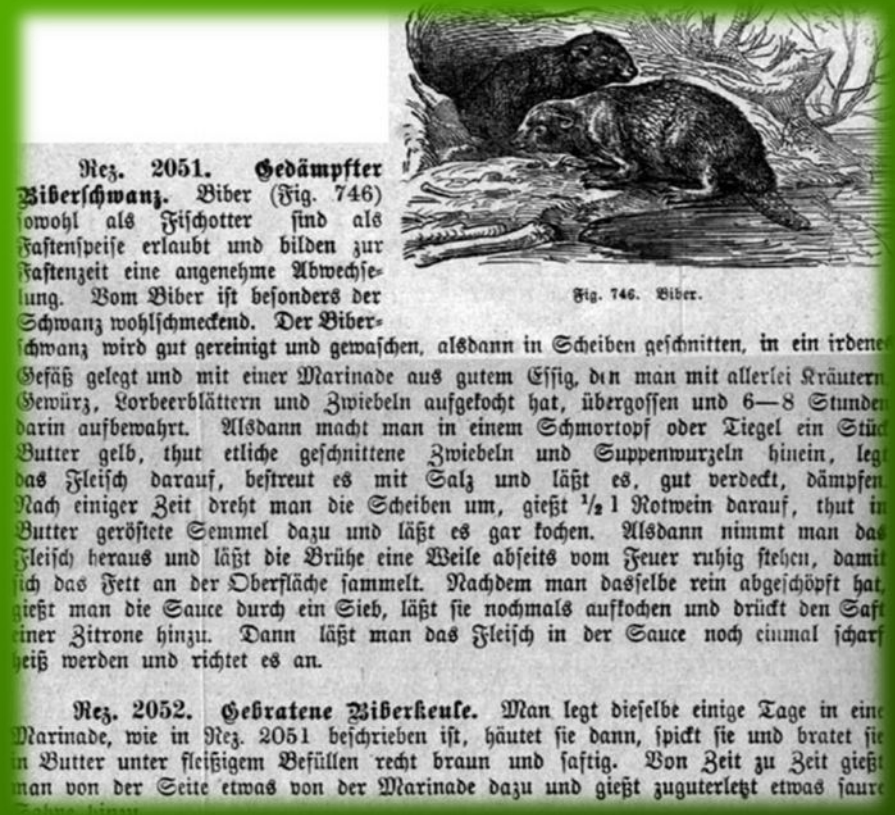 Rez. 2051. Gedämpfter
Biberschwanz. Biber (Fig. 746)
sowohl als Fischotter sind als
Fastenspeise erlaubt und bilden zur
Fastenzeit eine angenehme Abwechse-
lung. Vom Biber ist besonders der
Schwanz wohlschmeckend. Der Biber-
Fig. 746. Biber.
schwanz wird gut gereinigt und gewaschen, alsdann in Scheiben geschnitten, in ein irdene
Gefäß gelegt und mit einer Marinade aus gutem Essig, den man mit allerlei Kräutern
Gewürz, Lorbeerblättern und Zwiebeln aufgekocht hat, übergossen und 6—8 Stunden
darin aufbewahrt. Alsdann macht man in einem Schmortopf oder Tiegel ein Stück
Butter gelb, thut etliche geschnittene Zwiebeln und Suppenwurzeln hinein, legt
das Fleisch darauf, bestreut es mit Salz und läßt es, gut verdeckt, dämpfen
Nach einiger Zeit dreht man die Scheiben um, gießt ½ l Rotwein darauf, thut in
Butter geröstete Semmel dazu und läßt es gar kochen. Alsdann nimmt man das
Fleisch heraus und läßt die Brühe eine Weile abseits vom Feuer ruhig stehen, damit
sich das Fett an der Oberfläche sammelt. Nachdem man dasselbe rein abgeschöpft hat,
gießt man die Sauce durch ein Sieb, läßt sie nochmals aufkochen und drückt den Saft
einer Zitrone hinzu. Dann läßt man das Fleisch in der Sauce noch einmal scharf
heiß werden und richtet es an.
Rez. 2052. Gebratene Biberkeule. Man legt dieselbe einige Tage in eine
Marinade, wie in Rez. 2051 beschrieben ist, häutet sie dann, spickt sie und bratet sie
in Butter unter fleißigem Befüllen recht braun und saftig. Von Zeit zu Zeit gießt
man von der Seite etwas von der Marinade dazu und gießt zuguterletzt etwas saure